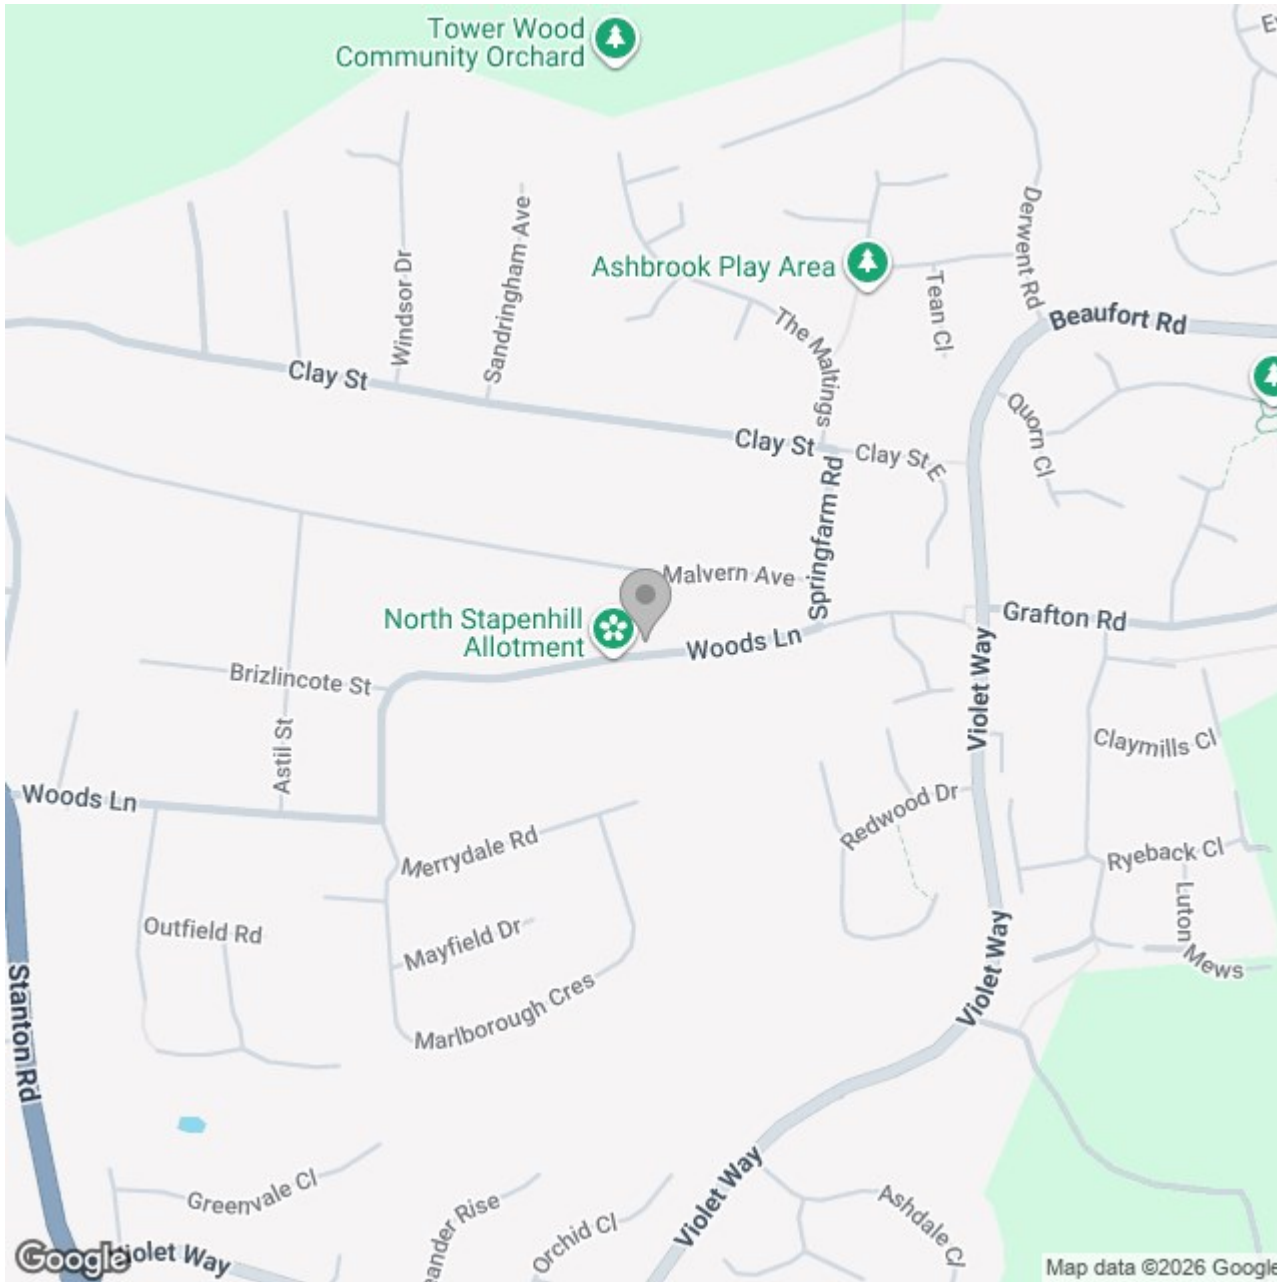 Tower Wood
Community Orchard
Ashbrook Play Area
Derwent Rd
Tean Cl
Beaufort Rd
Windsor Dr
Sandringham Ave
The Maltings
Clay St
Quorn Cl
Clay St
Clay St E
Springfarm Rd
Malvern Ave
North Stapenhill
Allotment
Woods Ln
Grafton Rd
Brizlincote St
Violet Way
Astil St
Claymills Cl
Woods Ln
Redwood Dr
Merrydale Rd
Ryeback Cl
Luton Mews
Outfield Rd
Mayfield Dr
Violet Way
Stanton Rd
Marlborough Cres
Greenvale Cl
Violet Way
Ashdale Cl
Orchid Cl
ander Rise
Google
iolet Way
Map data ©2026 Google